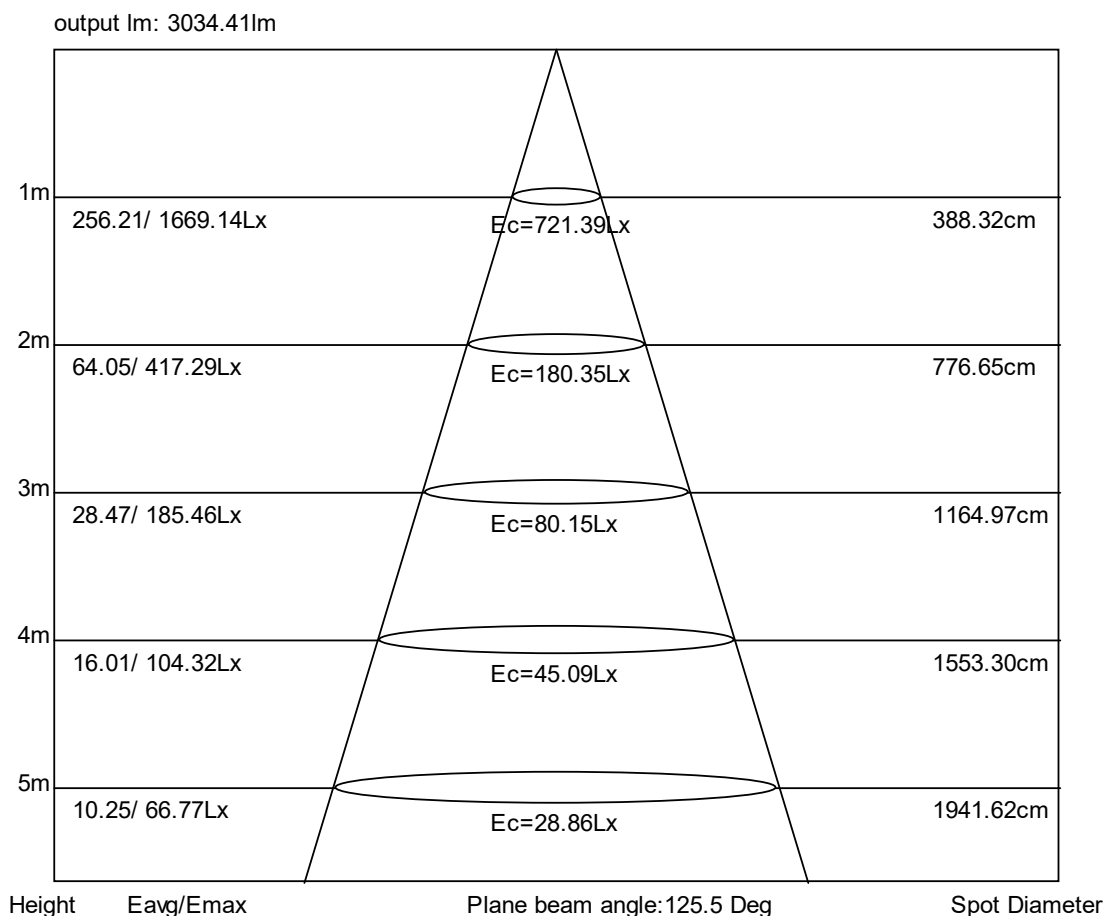 output lm: 3034.41lm
1m
256.21/ 1669.14Lx
Ec=721.39Lx
388.32cm
2m
64.05/ 417.29Lx
Ec=180.35Lx
776.65cm
3m
28.47/ 185.46Lx
Ec=80.15Lx
1164.97cm
4m
16.01/ 104.32Lx
Ec=45.09Lx
1553.30cm
5m
10.25/ 66.77Lx
Ec=28.86Lx
1941.62cm
Height Eavg/Emax Plane beam angle:125.5 Deg Spot Diameter